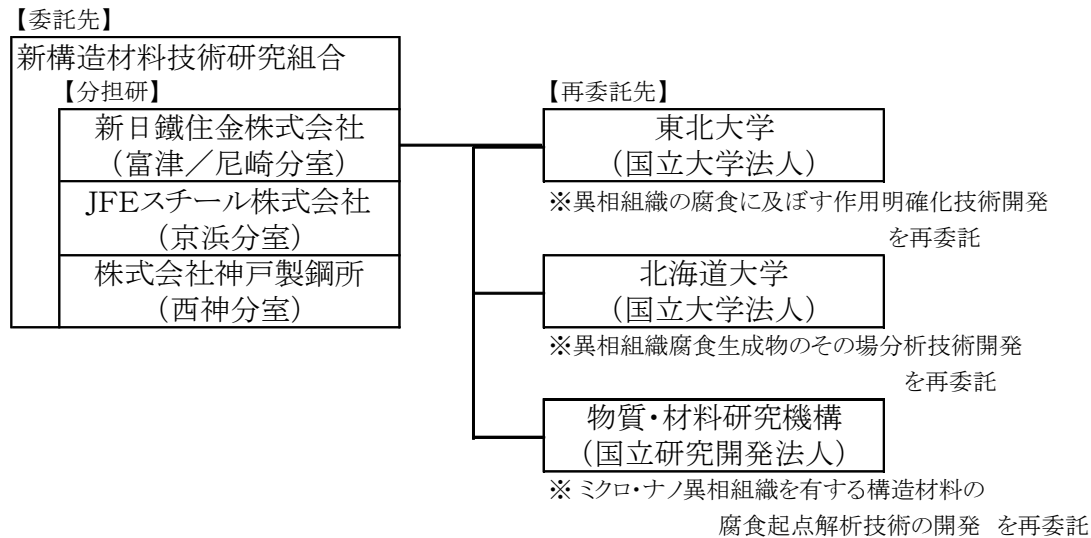 【委託先】
新構造材料技術研究組合
【分担研】
新日鐵住金株式会社
（富津／尼崎分室）
JFEスチール株式会社
（京浜分室）
株式会社神戸製鋼所
（西神分室）
【再委託先】
東北大学
（国立大学法人）
※異相組織の腐食に及ぼす作用明確化技術開発
を再委託
北海道大学
（国立大学法人）
※異相組織腐食生成物のその場分析技術開発
を再委託
物質・材料研究機構
（国立研究開発法人）
※ ミクロ・ナノ異相組織を有する構造材料の
腐食起点解析技術の開発　を再委託